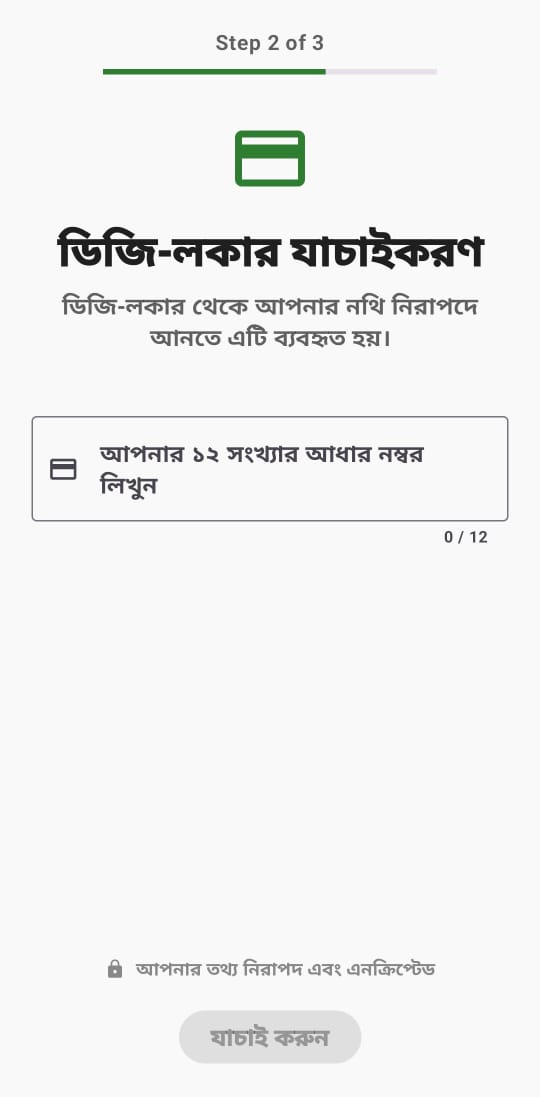 Step 2 of 3
ডিজি-লকার যাচাইকরণ
ডিজি-লকার থেকে আপনার নথি নিরাপদে
আনতে এটি ব্যবহৃত হয়।
আপনার ১২ সংখ্যার আধার নম্বর
লিখুন
0 / 12
আপনার তথ্য নিরাপদ এবং এনক্রিপ্টেড
যাচাই করুন